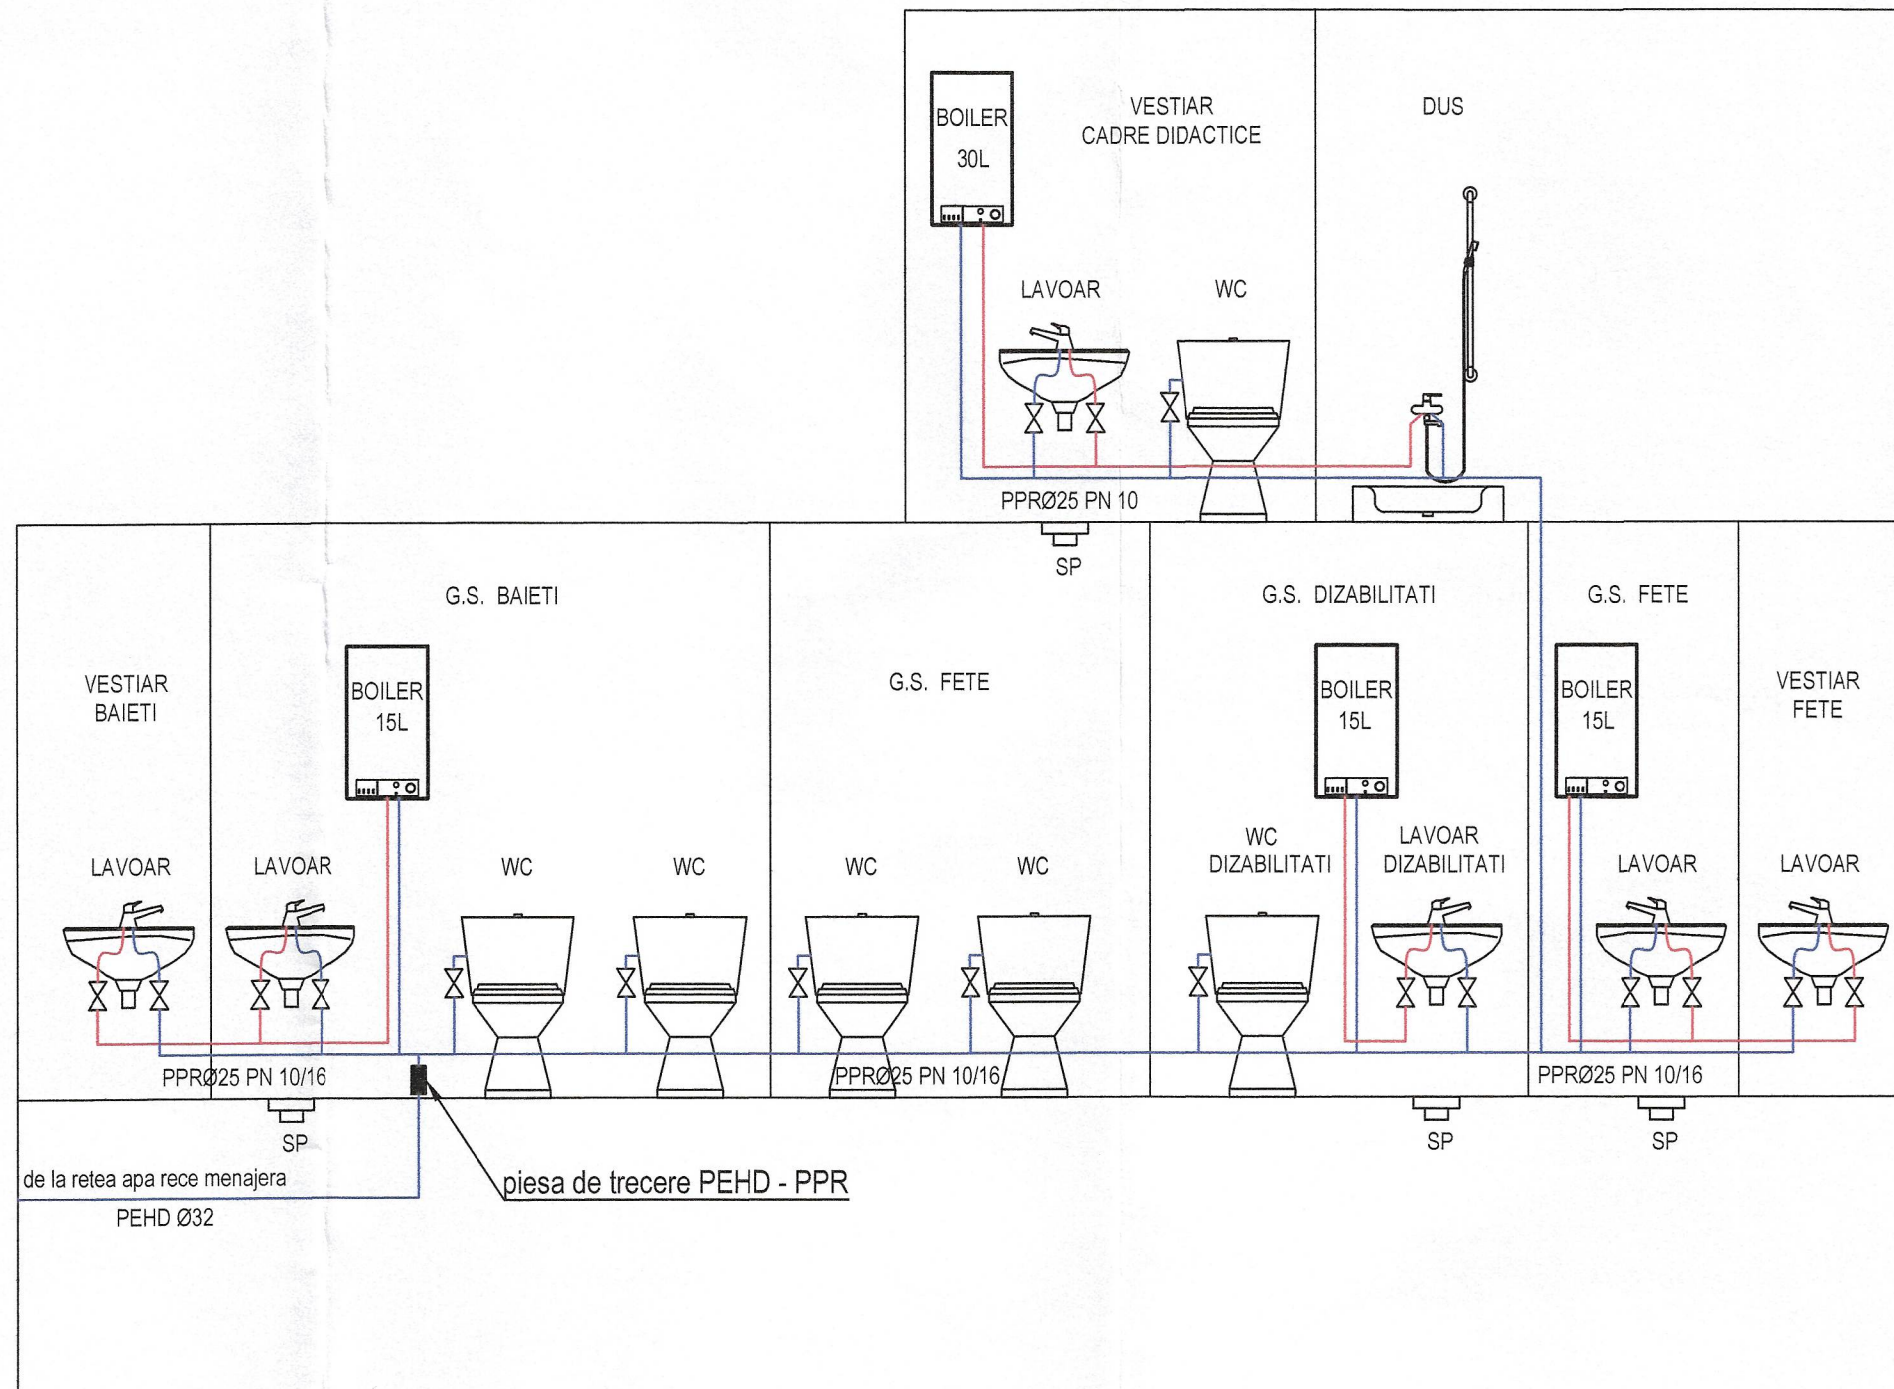 BOILER
30L
VESTIAR
CADRE DIDACTICE
DUS
LAVOAR
WC
PPRØ25 PN 10
SP
G.S. BAIETI
G.S. DIZABILITATI
G.S. FETE
VESTIAR
BAIETI
BOILER
15L
G.S. FETE
BOILER
15L
BOILER
15L
VESTIAR
FETE
LAVOAR
LAVOAR
WC
WC
WC
WC
WC
DIZABILITATI
LAVOAR
DIZABILITATI
LAVOAR
LAVOAR
PPRØ25 PN 10/16
PPRØ25 PN 10/16
PPRØ25 PN 10/16
SP
SP
SP
de la retea apa rece menajera
PEHD Ø32
piesa de trecere PEHD - PPR